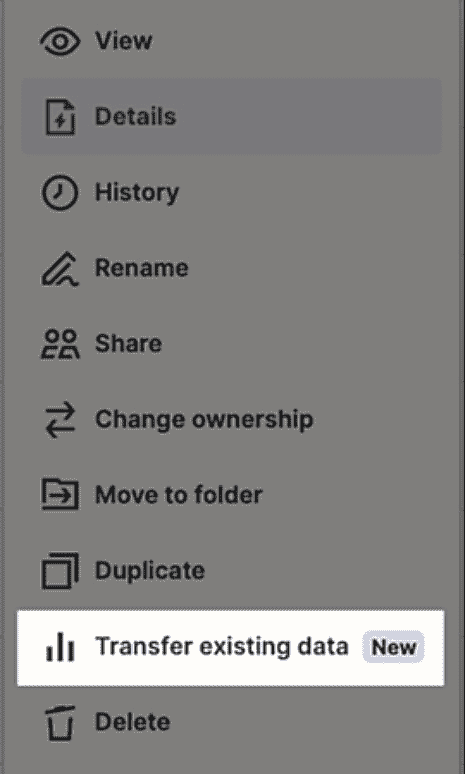 View
Details
History
Rename
Share
Change ownership
Move to folder
Duplicate
Transfer existing data New
Delete